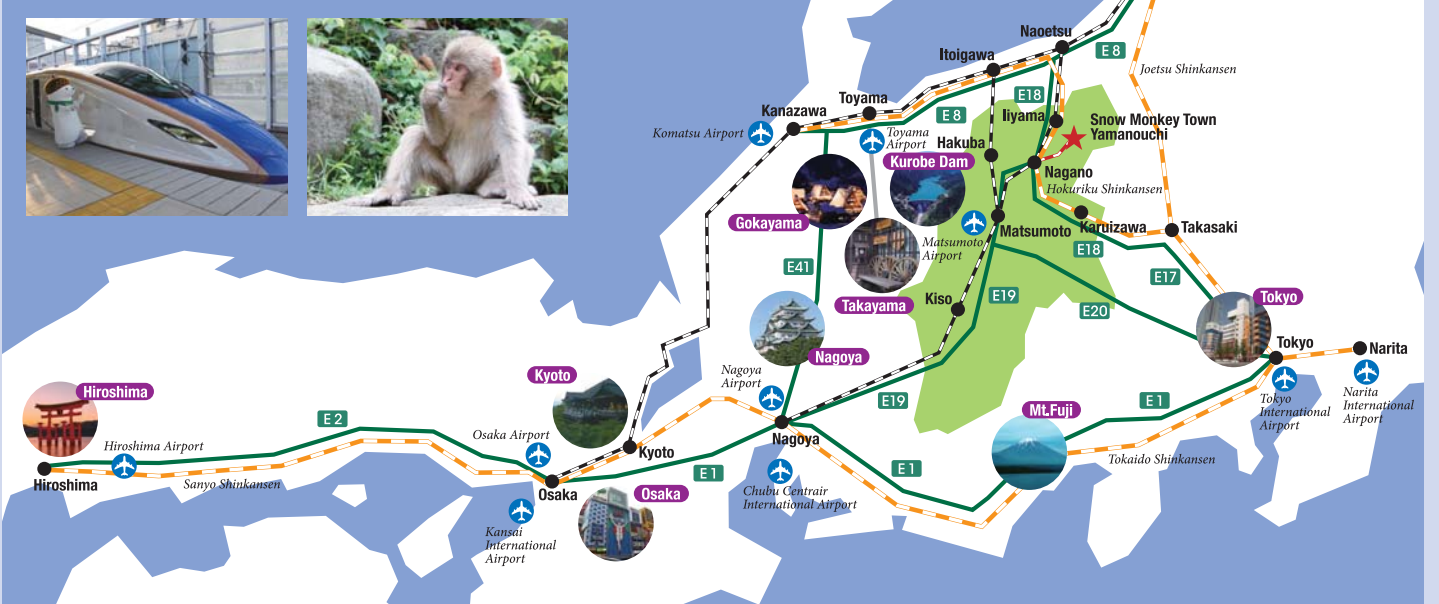 Naoetsu
Itoigawa
E 8
Joetsu Shinkansen
Toyama
E18
Kanazawa
E 8
Komatsu Airport
Iiyama
Snow Monkey Town
Yamanouchi
Toyama
Airport
Hakuba
Kurobe Dam
Nagano
Hokuriku Shinkansen
Gokayama
Matsumoto
Karuizawa
Takasaki
Matsumoto
Airport
E18
E41
E17
Takayama
Kiso
E19
E20
Tokyo
Nagoya
Tokyo
Narita
Nagoya
Airport
Kyoto
Hiroshima
E19
E 1
Narita
International
Airport
Tokyo
International
Airport
Mt.Fuji
E 2
Hiroshima Airport
Osaka Airport
Kyoto
Nagoya
Tokaido Shinkansen
E 1
E 1
Hiroshima
Sanyo Shinkansen
Osaka
Osaka
Chubu Centrair
International Airport
Kansai
International
Airport